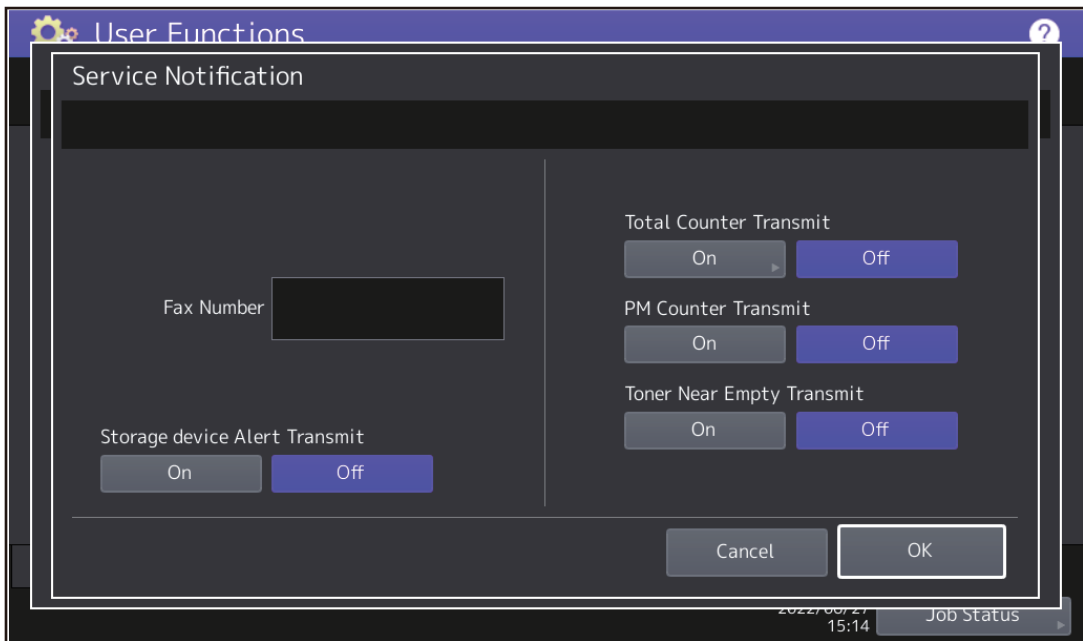 User Functions
?
Service Notification
Total Counter Transmit
On
Off
Fax Number
PM Counter Transmit
On
Off
Toner Near Empty Transmit
On
Off
Storage device Alert Transmit
On
Off
Cancel
OK
15:14
Job Status